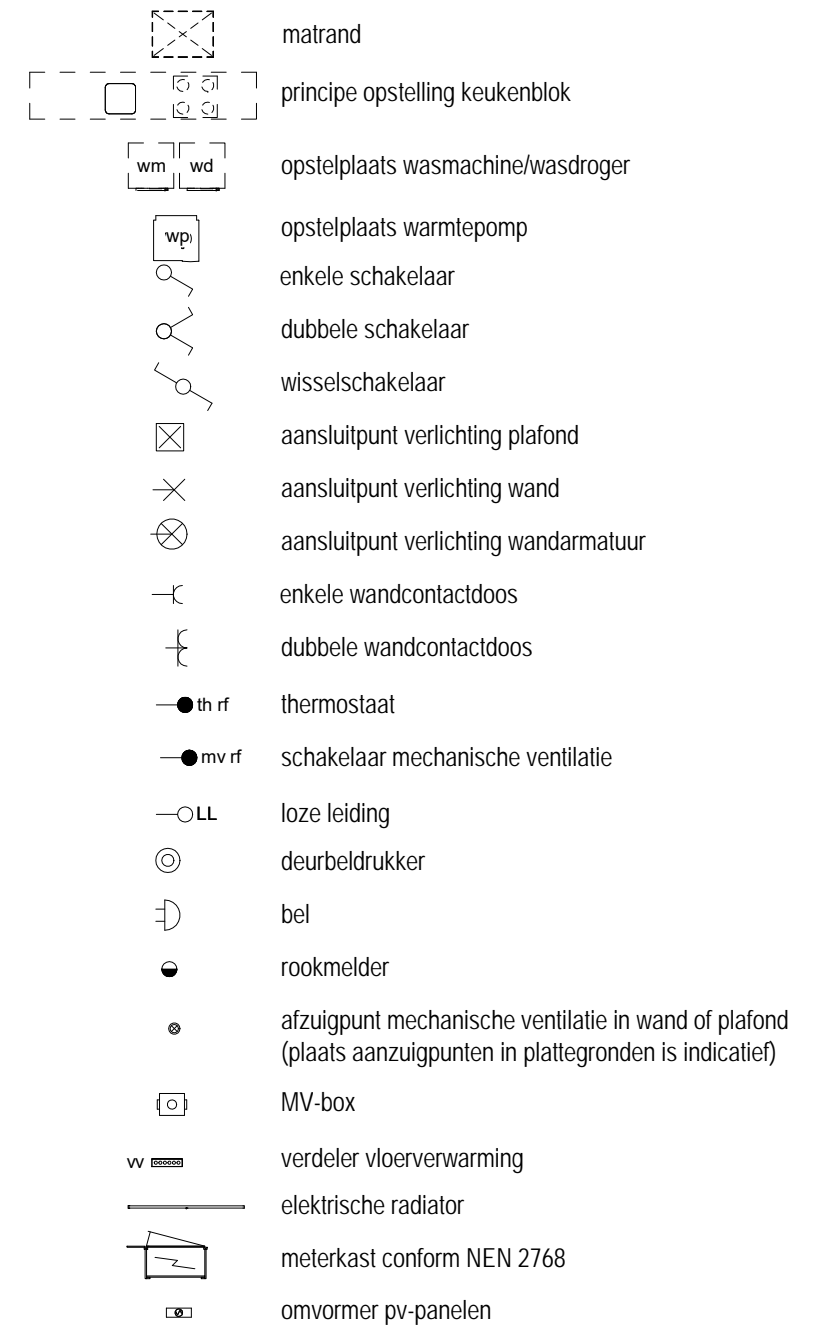 matrand
principe opstelling keukenblok
wm wd opstelplaats wasmachine/wasdroger
wp opstelplaats warmtepomp
enkele schakelaar
dubbele schakelaar
wisselschakelaar
aansluitpunt verlichting plafond
aansluitpunt verlichting wand
aansluitpunt verlichting wandarmatuur
enkele wandcontactdoos
dubbele wandcontactdoos
th rf thermostaat
mv rf schakelaar mechanische ventilatie
LL loze leiding
deurbeldrukker
bel
rookmelder
afzuigpunt mechanische ventilatie in wand of plafond
(plaats aanzuigpunten in plattegronden is indicatief)
MV-box
vv verdeler vloerverwarming
elektrische radiator
meterkast conform NEN 2768
omvormer pv-panelen